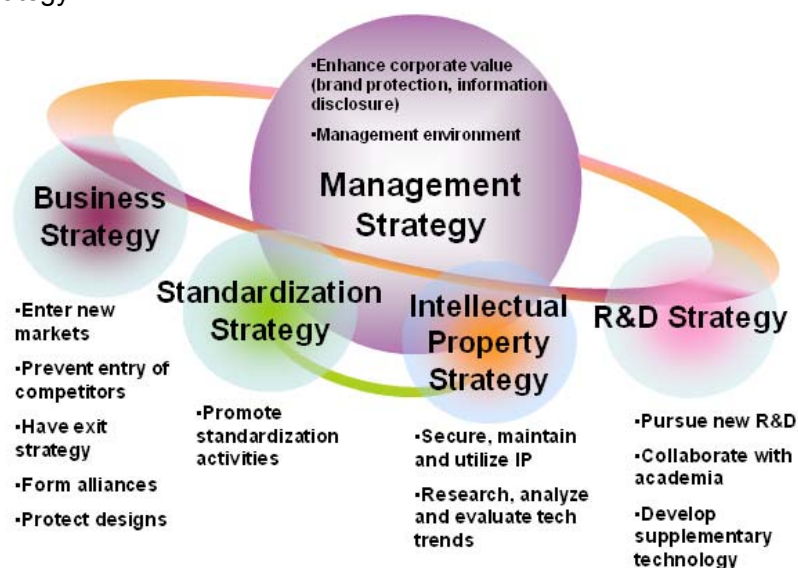 ▪Enhance corporate value
(brand protection, information
disclosure)
▪Management environment
Management
Strategy
Business
Strategy
▪Enter new
markets
▪Prevent entry of
competitors
▪Have exit
strategy
▪Form alliances
▪Protect designs
Standardization
Strategy
▪Promote
standardization
activities
Intellectual
Property
Strategy
▪Secure, maintain
and utilize IP
▪Research, analyze
and evaluate tech
trends
R&D Strategy
▪Pursue new R&D
▪Collaborate with
academia
▪Develop
supplementary
technology